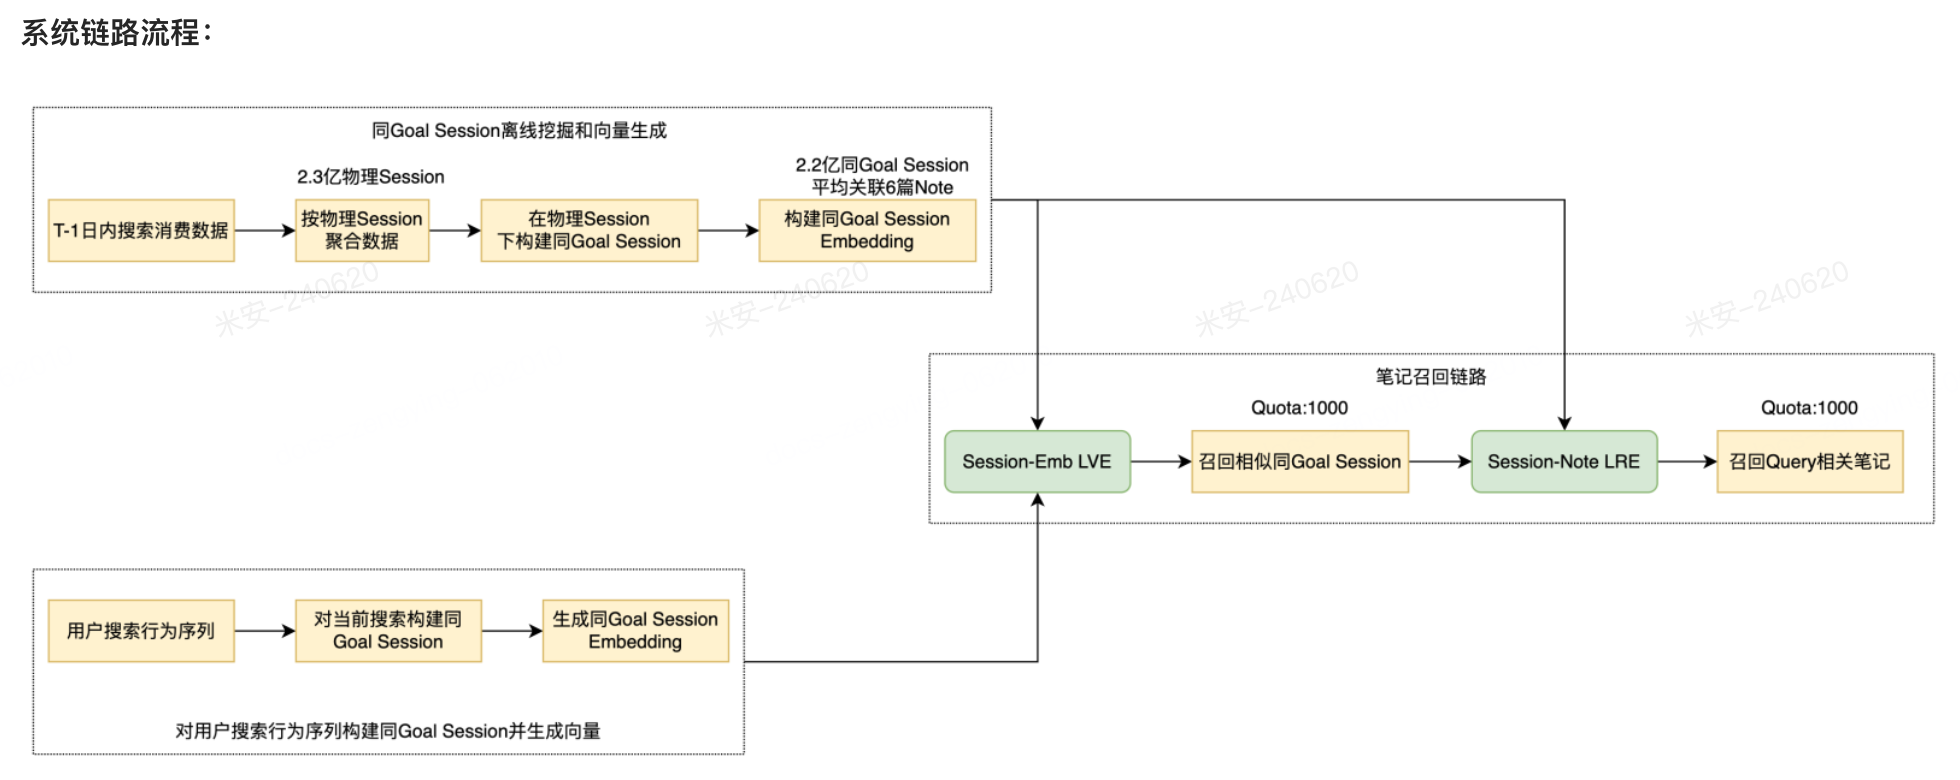 系统链路流程：
同Goal Session离线挖掘和向量生成
2.3亿物理Session
2.2亿同Goal Session
平均关联6篇Note
T-1日内搜索消费数据
按物理Session
聚合数据
在物理Session
下构建同Goal Session
构建同Goal Session
Embedding
米安-240620
米安-240620
米安-240620
米安-240620
笔记召回链路
Quota:1000
Quota:1000
Session-Emb LVE
召回相似同Goal Session
Session-Note LRE
召回Query相关笔记
用户搜索行为序列
对当前搜索构建同
Goal Session
生成同Goal Session
Embedding
对用户搜索行为序列构建同Goal Session并生成向量